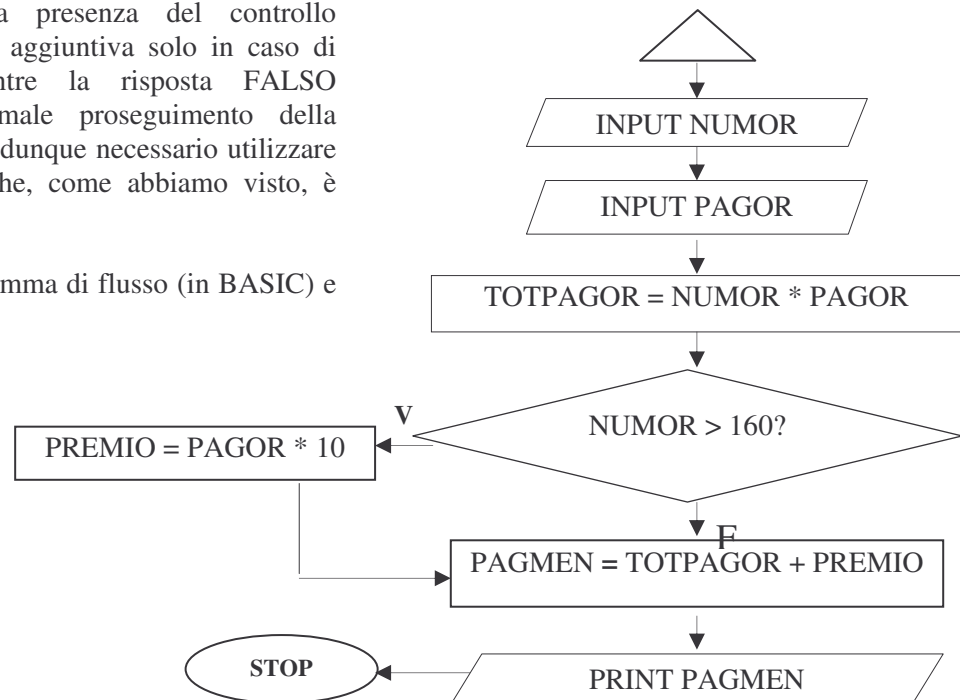 a presenza del controllo
aggiuntiva solo in caso di
ntre la risposta FALSO
male proseguimento della
dunque necessario utilizzare
he, come abbiamo visto, è
mma di flusso (in BASIC) e
INPUT NUMOR
INPUT PAGOR
TOTPAGOR = NUMOR * PAGOR
NUMOR > 160?
V
PREMIO = PAGOR * 10
F
PAGMEN = TOTPAGOR + PREMIO
PRINT PAGMEN
STOP